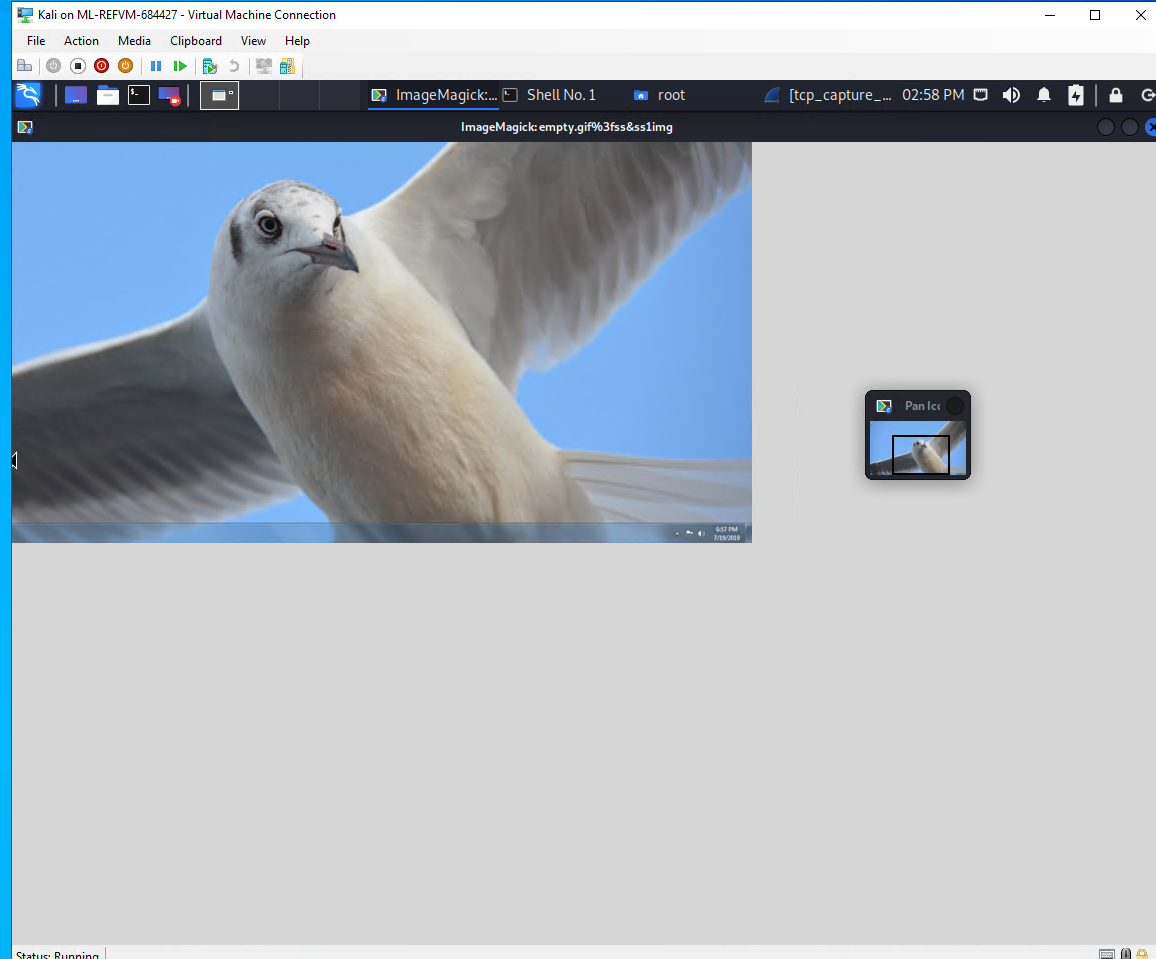 Kali on ML-REFVM-684427 - Virtual Machine Connection
File Action Media Clipboard View Help
ImageMagick:... Shell No. 1 root [tcp_capture_... 02:58 PM
ImageMagick: empty.gif%3fss&ss1img
Pan Ico
6:57 PM
7/19/2019
Status: Running